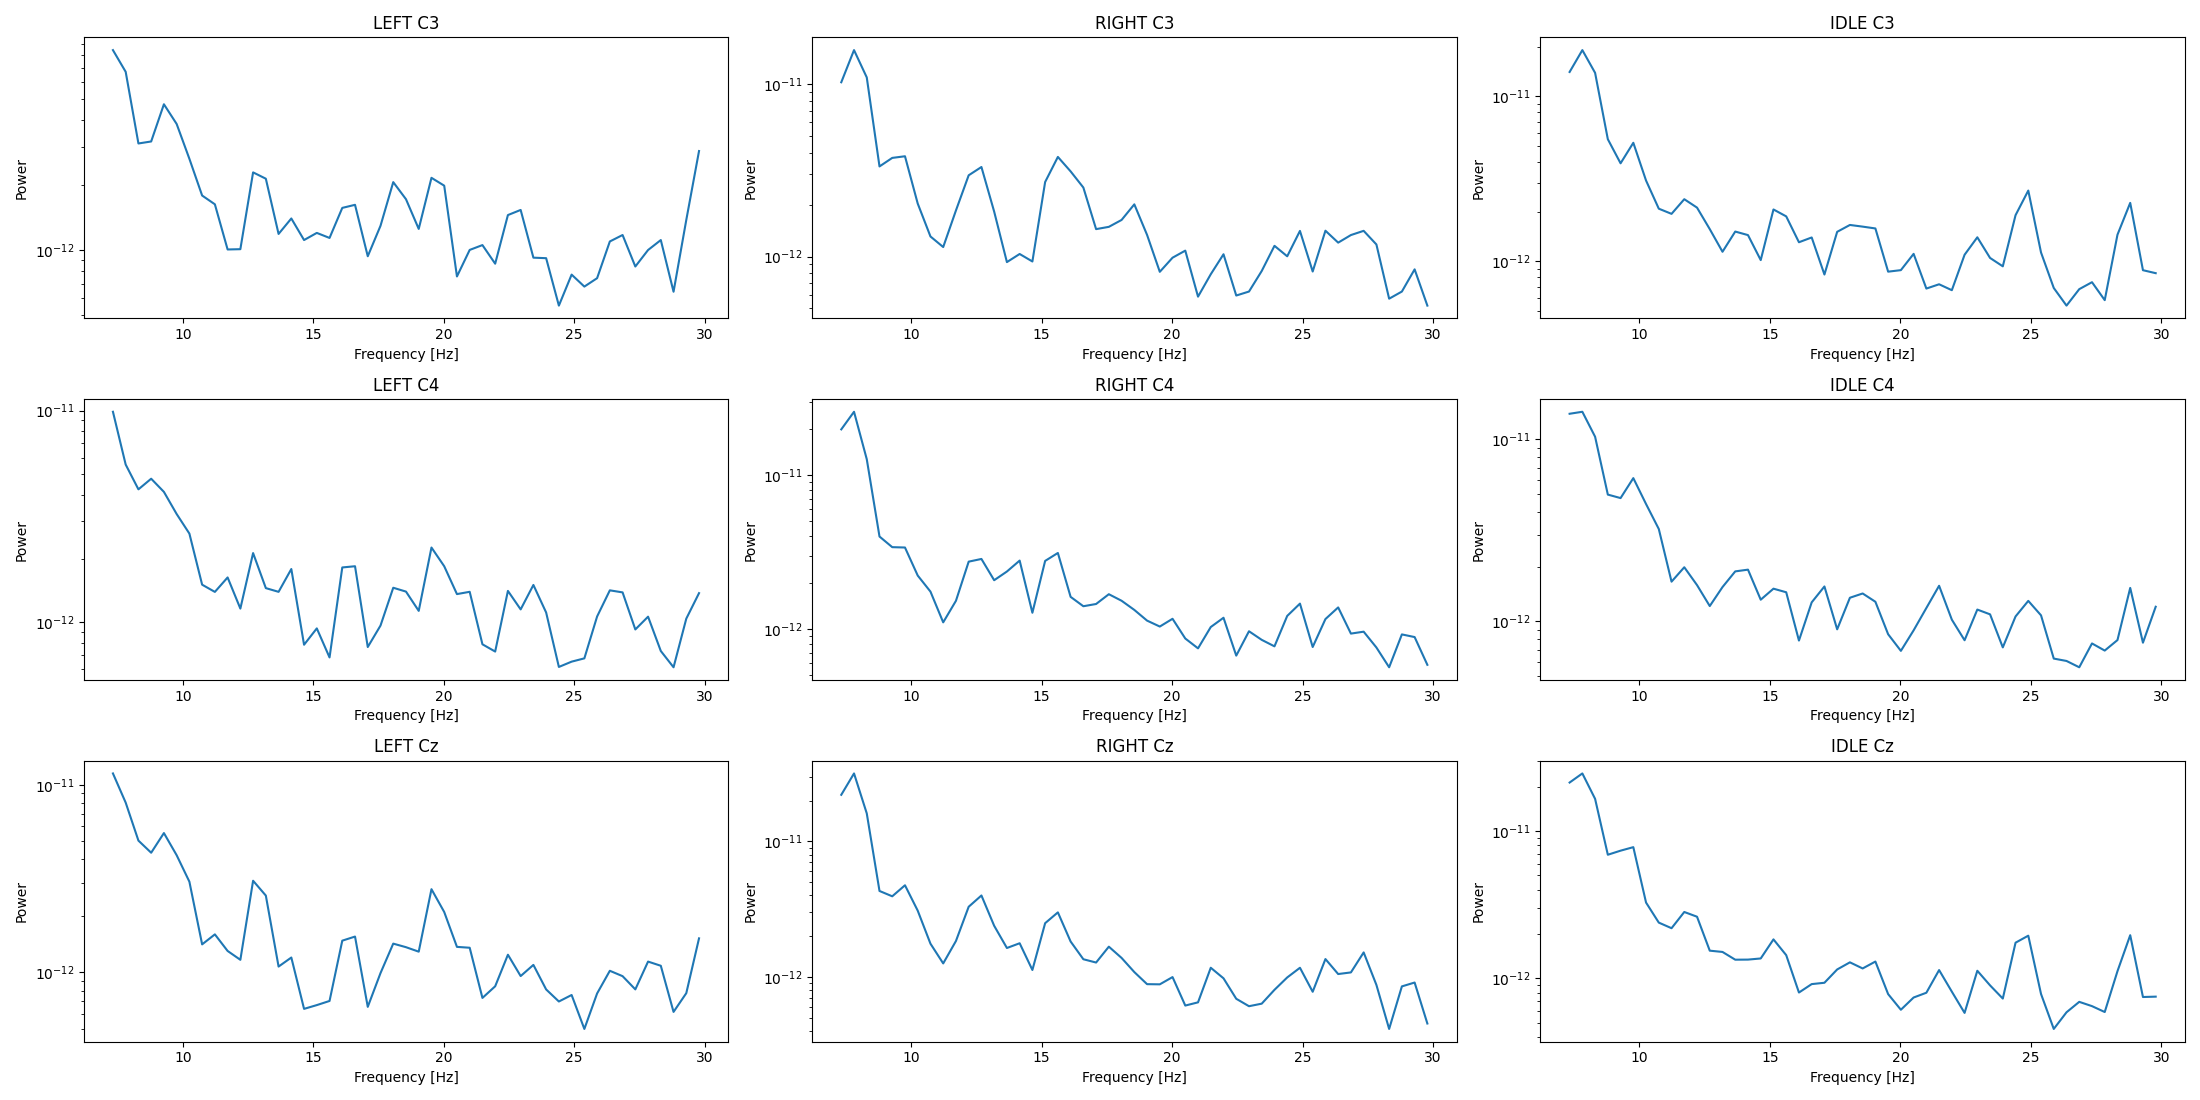 LEFT C3
RIGHT C3
IDLE C3
Power
10⁻¹²
10 15 20 25 30
Frequency [Hz]
Power
10⁻¹¹
10⁻¹²
10 15 20 25 30
Frequency [Hz]
Power
10⁻¹¹
10⁻¹²
10 15 20 25 30
Frequency [Hz]
LEFT C4
RIGHT C4
IDLE C4
Power
10⁻¹¹
10⁻¹²
10 15 20 25 30
Frequency [Hz]
Power
10⁻¹¹
10⁻¹²
10 15 20 25 30
Frequency [Hz]
Power
10⁻¹¹
10⁻¹²
10 15 20 25 30
Frequency [Hz]
LEFT Cz
RIGHT Cz
IDLE Cz
Power
10⁻¹¹
10⁻¹²
10 15 20 25 30
Frequency [Hz]
Power
10⁻¹¹
10⁻¹²
10 15 20 25 30
Frequency [Hz]
Power
10⁻¹¹
10⁻¹²
10 15 20 25 30
Frequency [Hz]